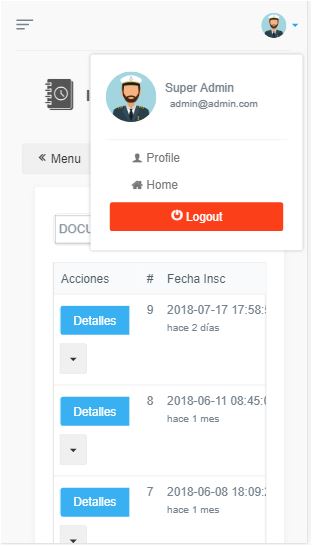 Super Admin
admin@admin.com
Profile
Home
Logout
Menu
DOCU
Acciones # Fecha Insc
Detalles 9 2018-07-17 17:58:
hace 2 días
Detalles 8 2018-06-11 08:45:0
hace 1 mes
Detalles 7 2018-06-08 18:09:
hace 1 mes